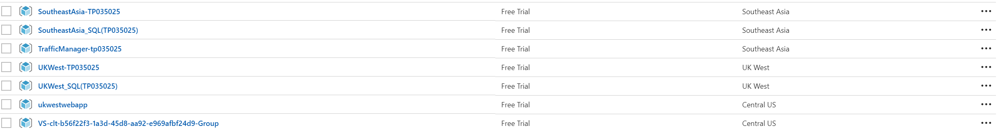 SoutheastAsia-TP035025 Free Trial Southeast Asia
SoutheastAsia_SQL(TP035025) Free Trial Southeast Asia
TrafficManager-tp035025 Free Trial Southeast Asia
UKWest-TP035025 Free Trial UK West
UKWest_SQL(TP035025) Free Trial UK West
ukwestwebapp Free Trial Central US
VS-clt-b56f22f3-1a3d-45d8-aa92-e969afbf24d9-Group Free Trial Central US